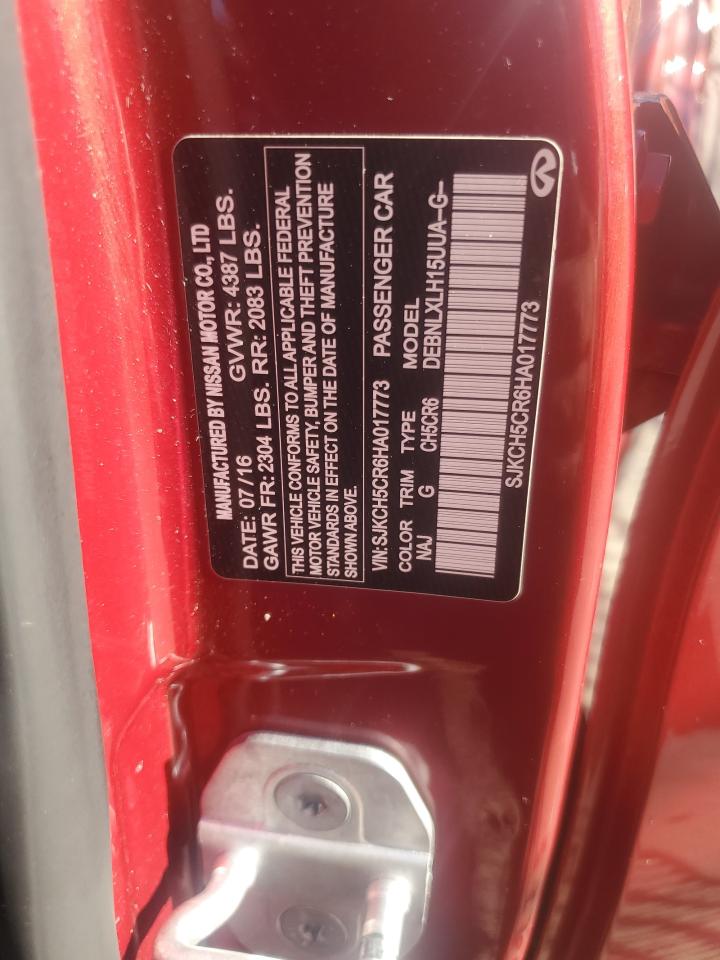 MANUFACTURED BY NISSAN MOTOR CO., LTD
DATE: 07/16 GVWR: 4387 LBS.
GAWR FR: 2304 LBS. RR: 2083 LBS.
THIS VEHICLE CONFORMS TO ALL APPLICABLE FEDERAL
MOTOR VEHICLE SAFETY, BUMPER AND THEFT PREVENTION
STANDARDS IN EFFECT ON THE DATE OF MANUFACTURE
SHOWN ABOVE.
VIN: SJKCH5CR6HA017773 PASSENGER CAR
COLOR TRIM TYPE MODEL
NAJ G CH5CR6 DEBNLXLH15UUA-G-
SJKCH5CR6HA017773